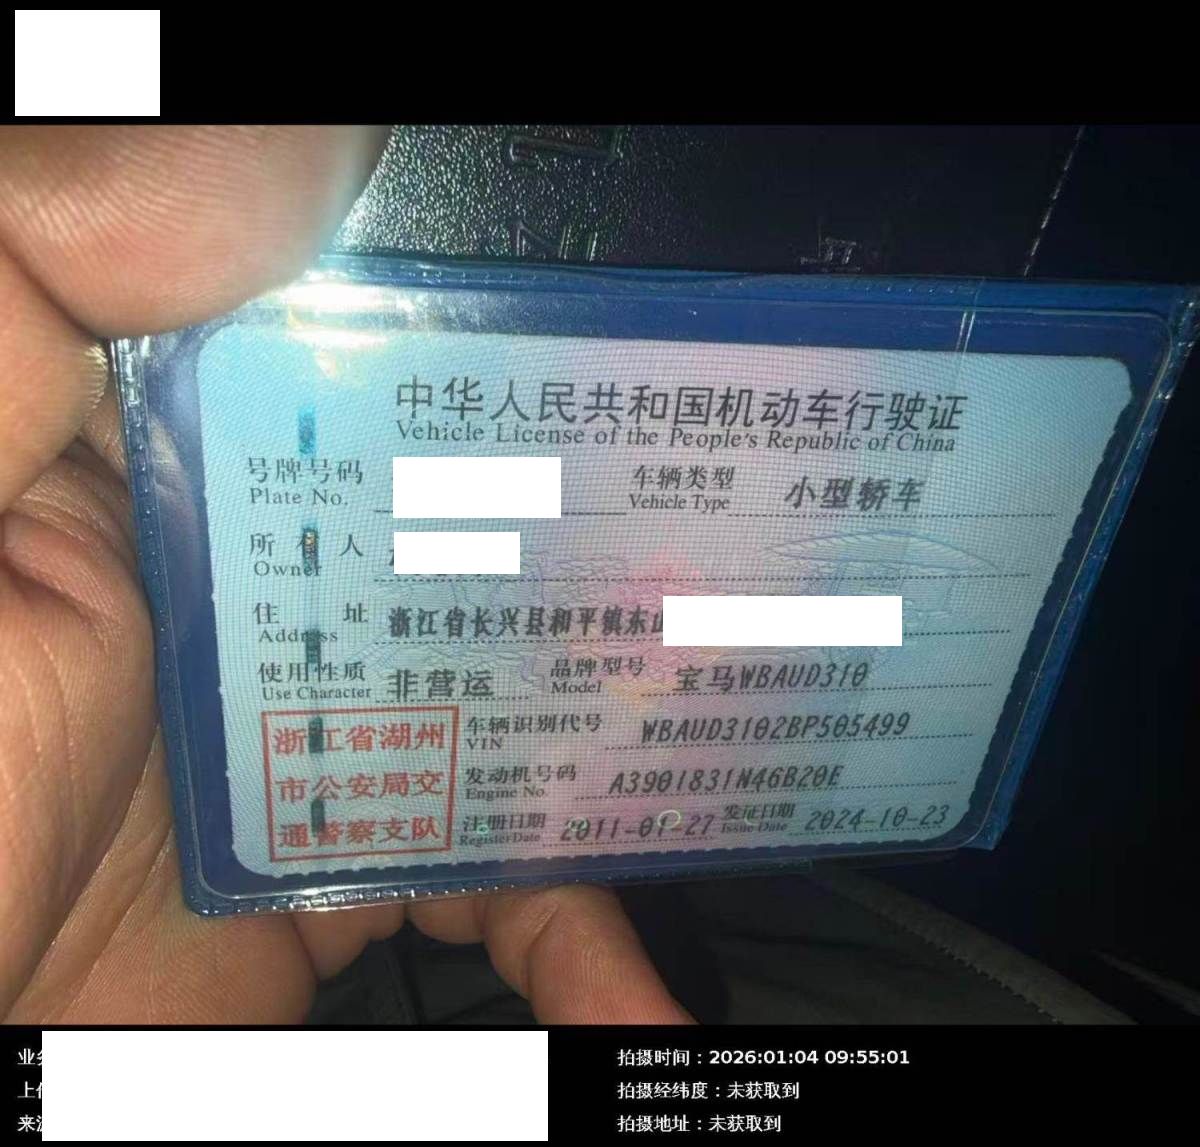 中华人民共和国机动车行驶证
Vehicle License of the People's Republic of China
号牌号码
Plate No.
车辆类型 小型轿车
Vehicle Type
所有人
Owner
住址 浙江省长兴县和平镇东山
Address
使用性质 非营运
Use Character
品牌型号 宝马WBAUD310
Model
浙江省湖州
市公安局交
通警察支队
车辆识别代号 WBAUD3102BP505499
VIN
发动机号码 A3901831N46B20E
Engine No.
注册日期 2011-01-27
Register Date
发证日期 2024-10-23
Issue Date
拍摄时间：2026:01:04 09:55:01
拍摄经纬度：未获取到
拍摄地址：未获取到